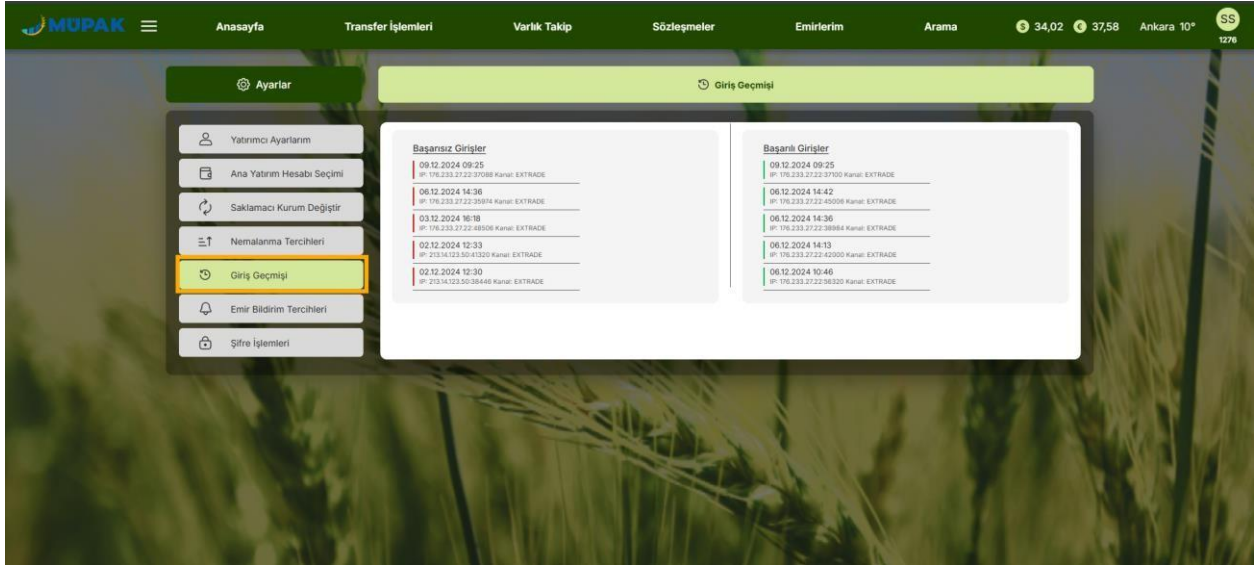 MÜPAK
Anasayfa
Transfer İşlemleri
Varlık Takip
Sözleşmeler
Emirlerim
Arama
$ 34,02 € 37,58
Ankara 10°
SS
1276
Ayarlar
Giriş Geçmişi
Yatırımcı Ayarlarım
Ana Yatırım Hesabı Seçimi
Saklamacı Kurum Değiştir
Nemalanma Tercihleri
Giriş Geçmişi
Emir Bildirim Tercihleri
Şifre İşlemleri
Başarısız Girişler
09.12.2024 09:25
IP: 176.233.27.22:37088 Kanal: EXTRADE
06.12.2024 14:36
IP: 176.233.27.22:35974 Kanal: EXTRADE
03.12.2024 16:18
IP: 176.233.27.22:48506 Kanal: EXTRADE
02.12.2024 12:33
IP: 213.14.123.50:41320 Kanal: EXTRADE
02.12.2024 12:30
IP: 213.14.123.50:38446 Kanal: EXTRADE
Başarılı Girişler
09.12.2024 09:25
IP: 176.233.27.22:37100 Kanal: EXTRADE
06.12.2024 14:42
IP: 176.233.27.22:45006 Kanal: EXTRADE
06.12.2024 14:36
IP: 176.233.27.22:38984 Kanal: EXTRADE
06.12.2024 14:13
IP: 176.233.27.22:42000 Kanal: EXTRADE
06.12.2024 10:46
IP: 176.233.27.22:56320 Kanal: EXTRADE